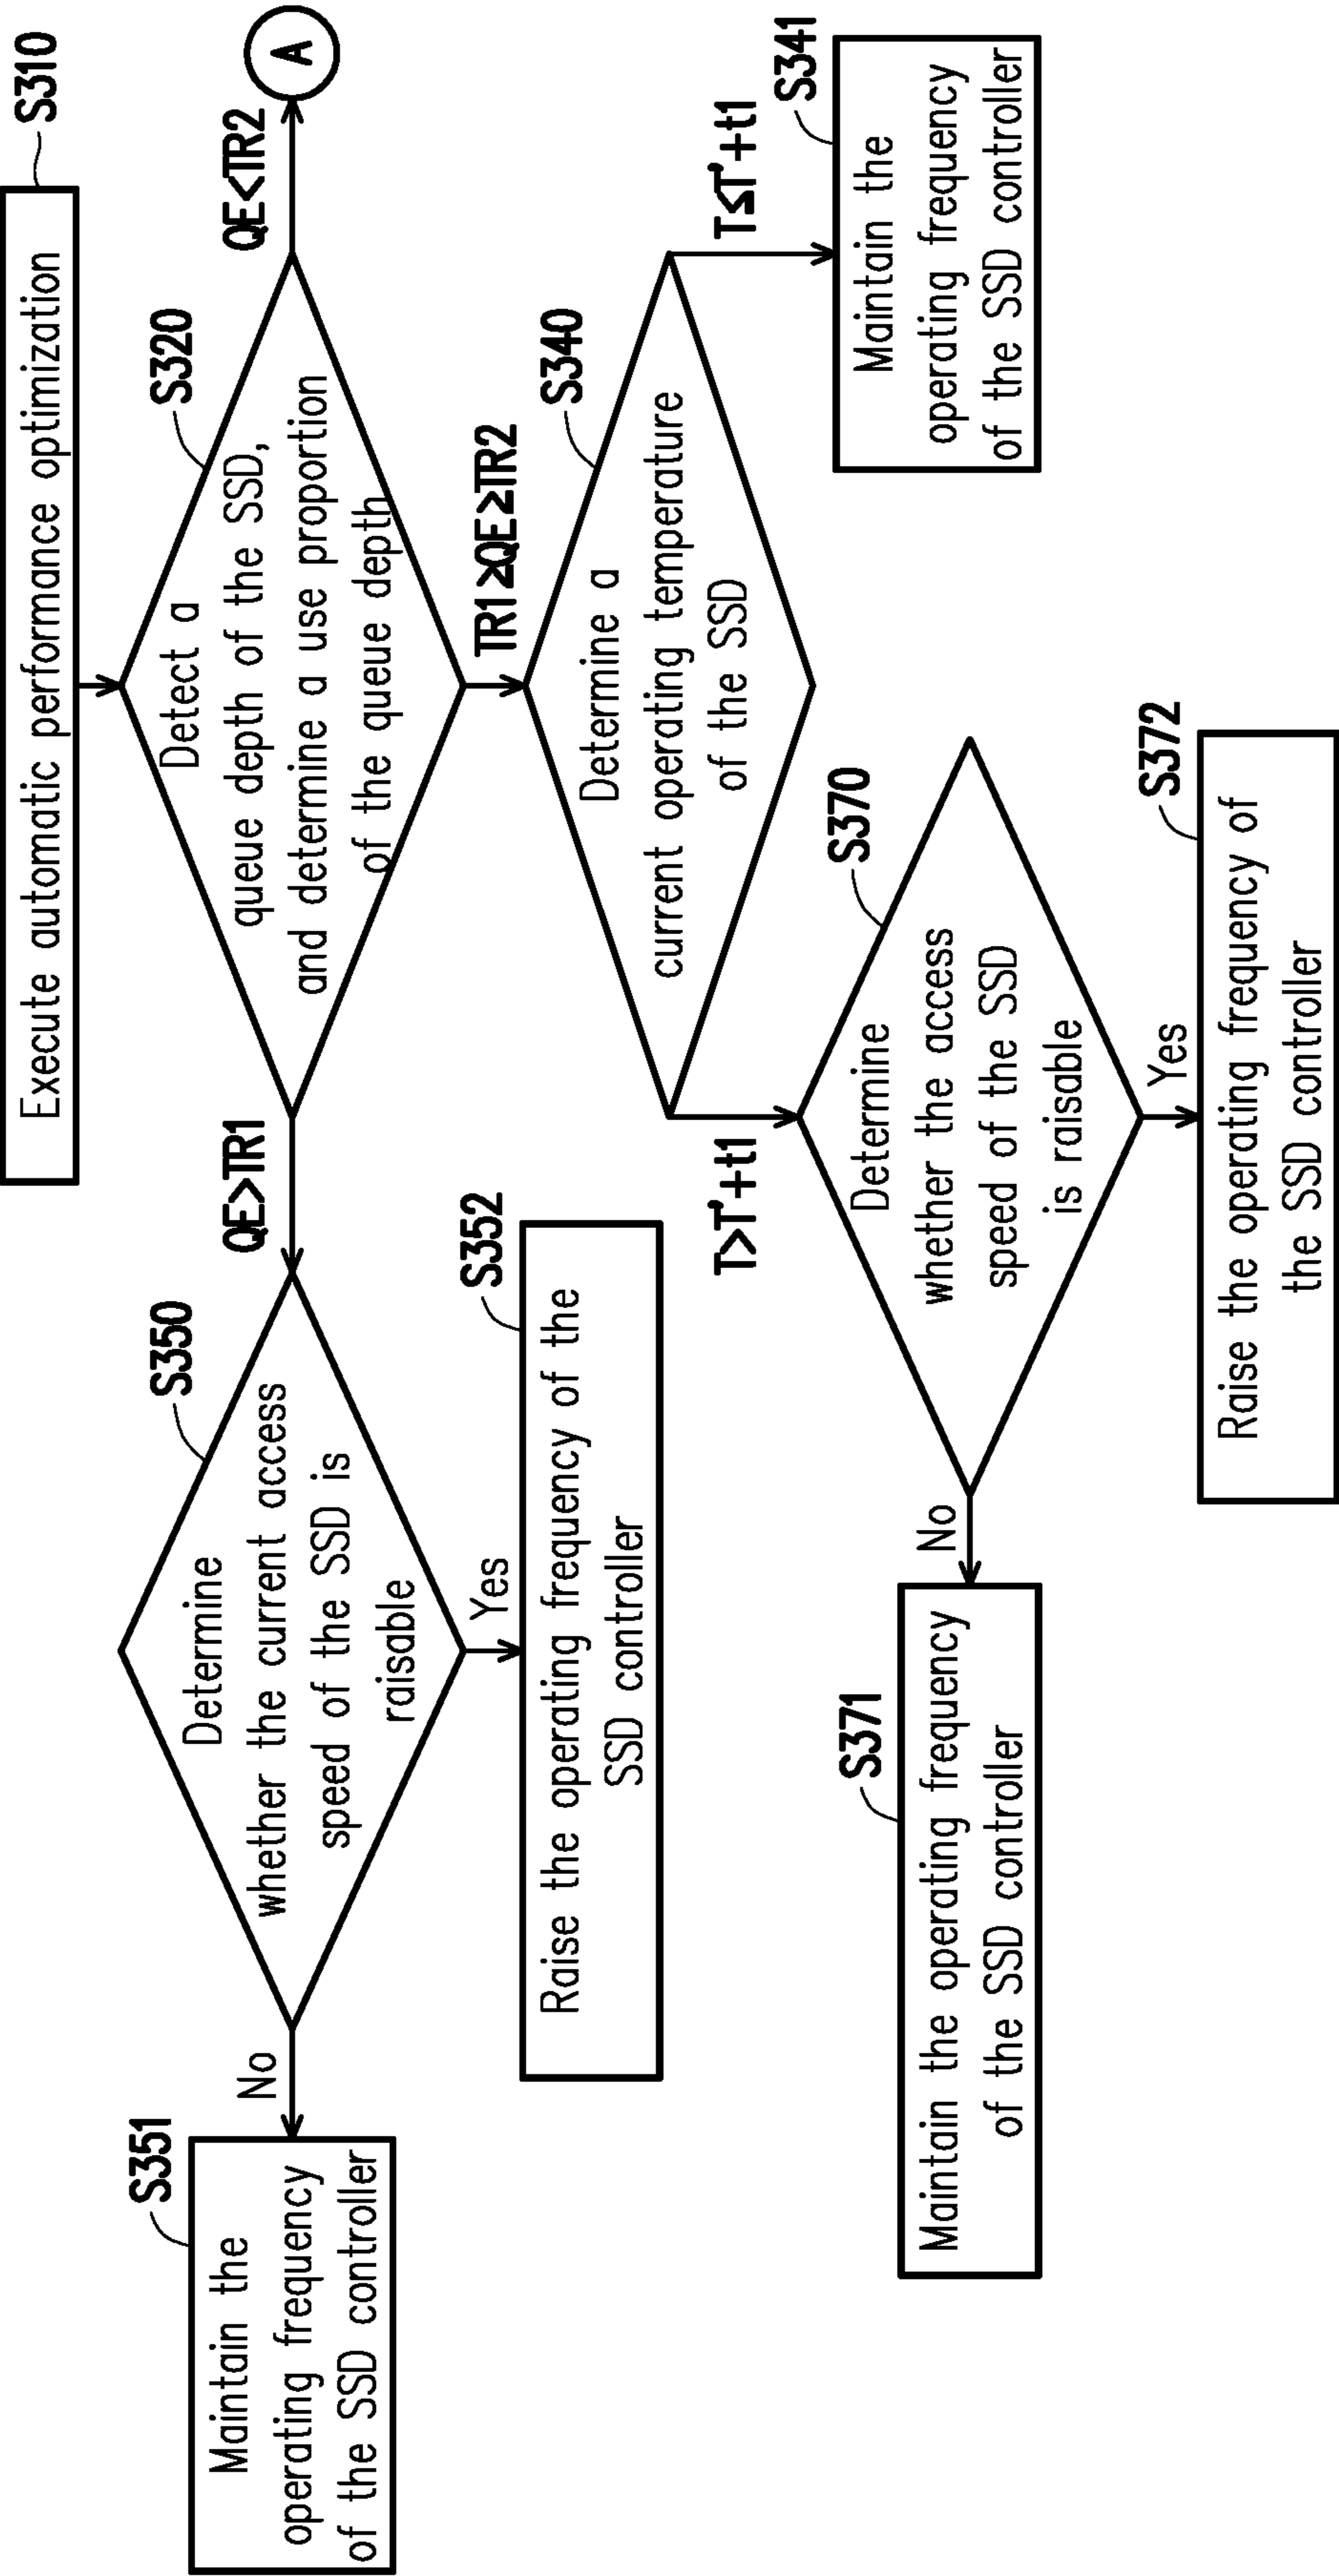 Execute automatic performance optimization
S310
Detect a
queue depth of the SSD,
and determine a use proportion
of the queue depth
S320
QE>TR1
QE<TR2
A
TR1≥QE≥TR2
Determine
whether the current access
speed of the SSD is
raisable
S350
No
Yes
Maintain the
operating frequency
of the SSD controller
S351
Raise the operating frequency of the
SSD controller
S352
Determine a
current operating temperature
of the SSD
S340
T>T'+t1
T≤T'+t1
Maintain the
operating frequency
of the SSD controller
S341
Determine
whether the access
speed of the SSD
is raisable
S370
No
Yes
Maintain the operating frequency
of the SSD controller
S371
Raise the operating frequency of
the SSD controller
S372